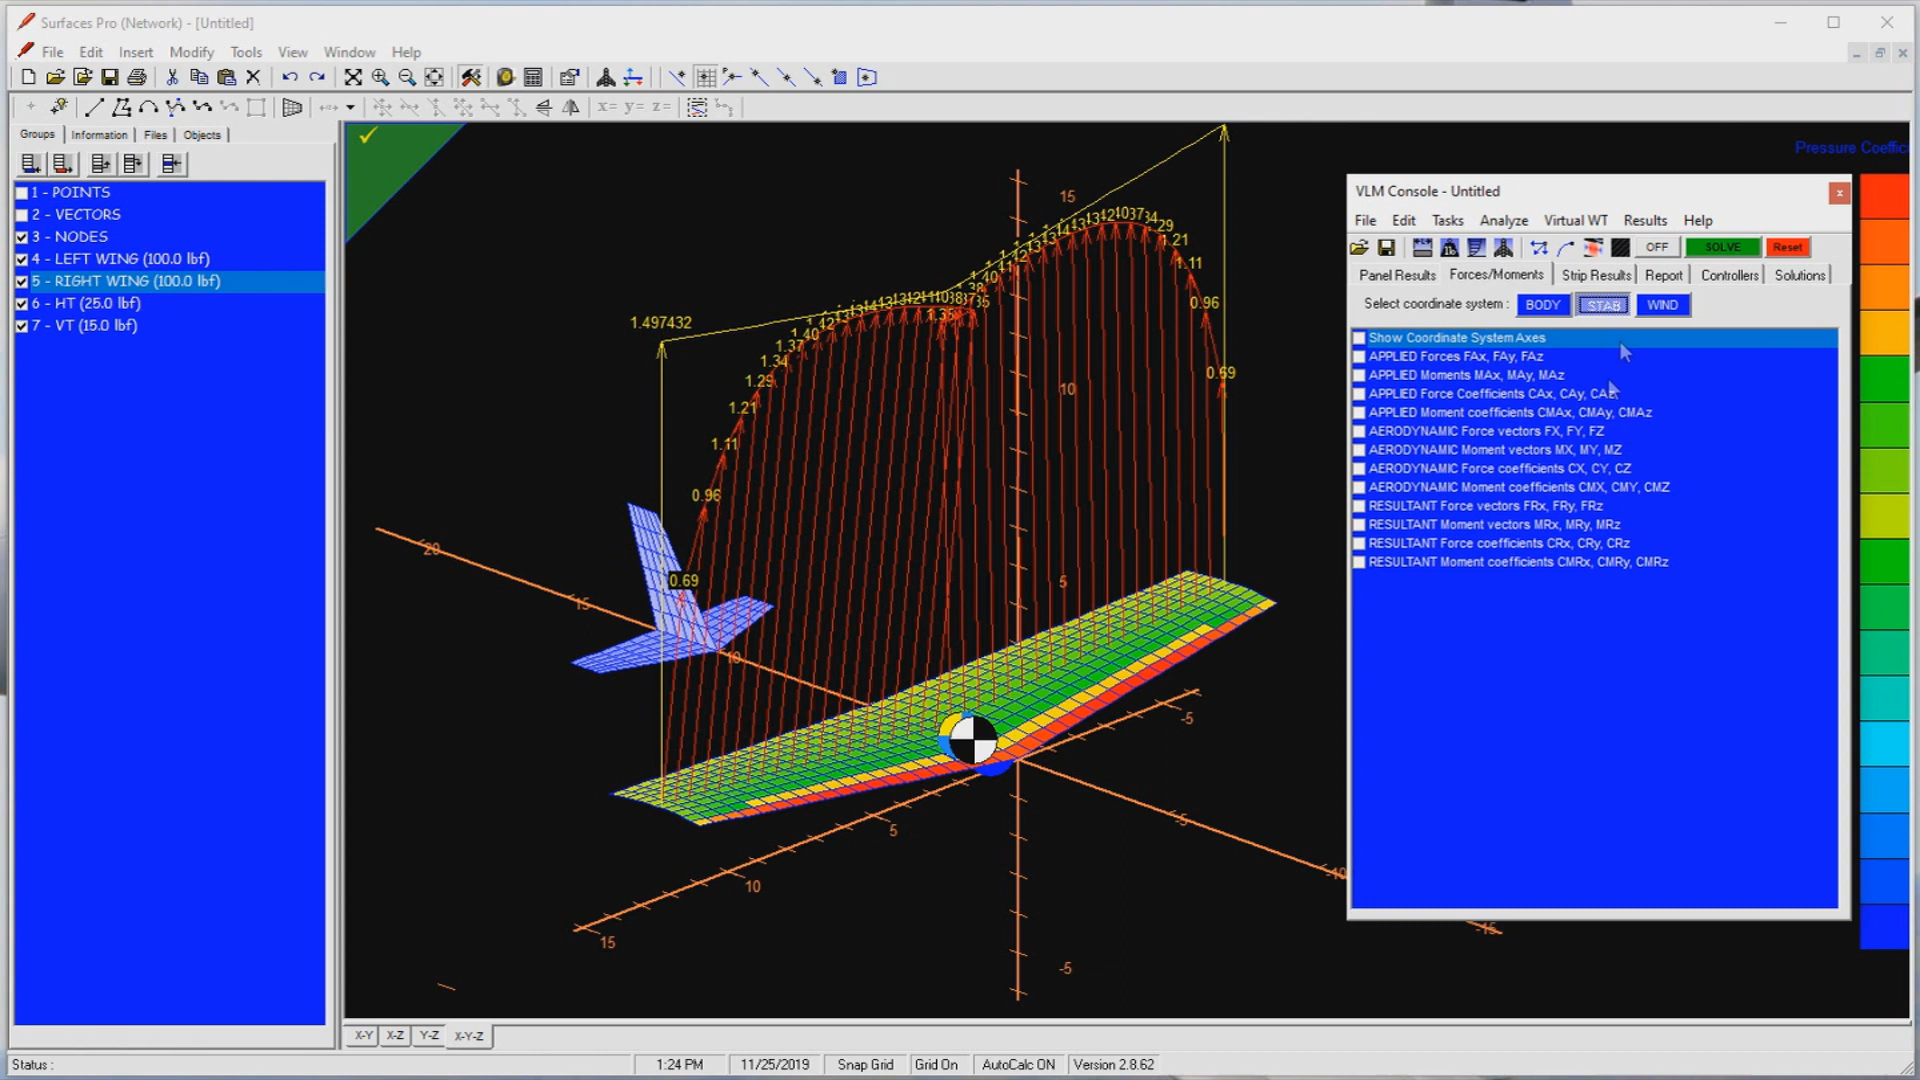 Surfaces Pro (Network) - [Untitled]
File Edit Insert Modify Tools View Window Help
x= y= z=
Groups Information Files Objects
1 - POINTS
2 - VECTORS
3 - NODES
4 - LEFT WING (100.0 lbf)
5 - RIGHT WING (100.0 lbf)
6 - HT (25.0 lbf)
7 - VT (15.0 lbf)
Pressure Coeffic
15
10
5
-5
1.497432
0.69
0.96
1.11
1.21
1.29
1.34
1.37
1.40
1.29
1.21
1.11
0.96
0.69
20
15
10
-5
-10
-15
-5
5
10
15
VLM Console - Untitled
File Edit Tasks Analyze Virtual WT Results Help
OFF SOLVE Reset
Panel Results Forces/Moments Strip Results Report Controllers Solutions
Select coordinate system : BODY STAB WIND
Show Coordinate System Axes
APPLIED Forces FAx, FAy, FAz
APPLIED Moments MAx, MAy, MAz
APPLIED Force Coefficients CAx, CAy, CAz
APPLIED Moment coefficients CMAx, CMAy, CMAz
AERODYNAMIC Force vectors FX, FY, FZ
AERODYNAMIC Moment vectors MX, MY, MZ
AERODYNAMIC Force coefficients CX, CY, CZ
AERODYNAMIC Moment coefficients CMX, CMY, CMZ
RESULTANT Force vectors FRx, FRy, FRz
RESULTANT Moment vectors MRx, MRy, MRz
RESULTANT Force coefficients CRx, CRy, CRz
RESULTANT Moment coefficients CMRx, CMRy, CMRz
X-Y X-Z Y-Z X-Y-Z
Status : 1:24 PM 11/25/2019 Snap Grid Grid On AutoCalc ON Version 2.8.62